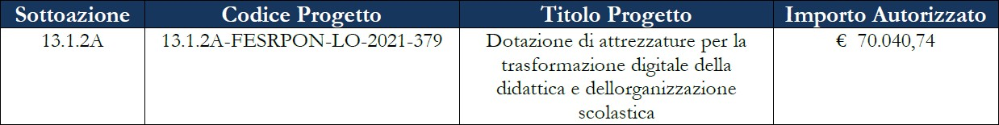 Sottoazione Codice Progetto Titolo Progetto Importo Autorizzato
13.1.2A 13.1.2A-FESRPON-LO-2021-379 Dotazione di attrezzature per la € 70.040,74
trasformazione digitale della
didattica e dellorganizzazione
scolastica